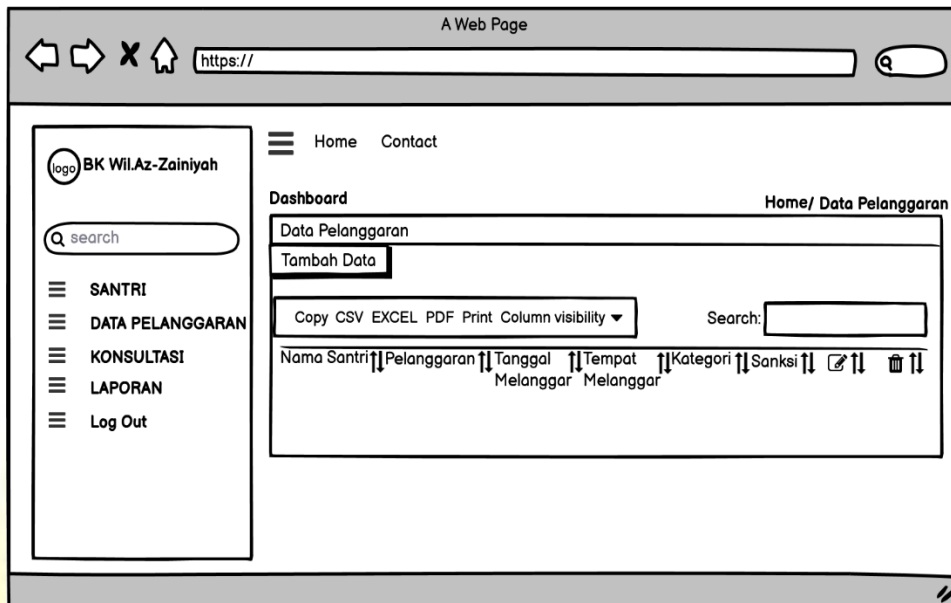 A Web Page
https://
logo BK Wil.Az-Zainiyah
search
SANTRI
DATA PELANGGARAN
KONSULTASI
LAPORAN
Log Out
Home Contact
Dashboard
Home/ Data Pelanggaran
Data Pelanggaran
Tambah Data
Copy CSV EXCEL PDF Print Column visibility
Search:
Nama Santri Pelanggaran Tanggal Tempat Kategori Sanksi
Melanggar Melanggar